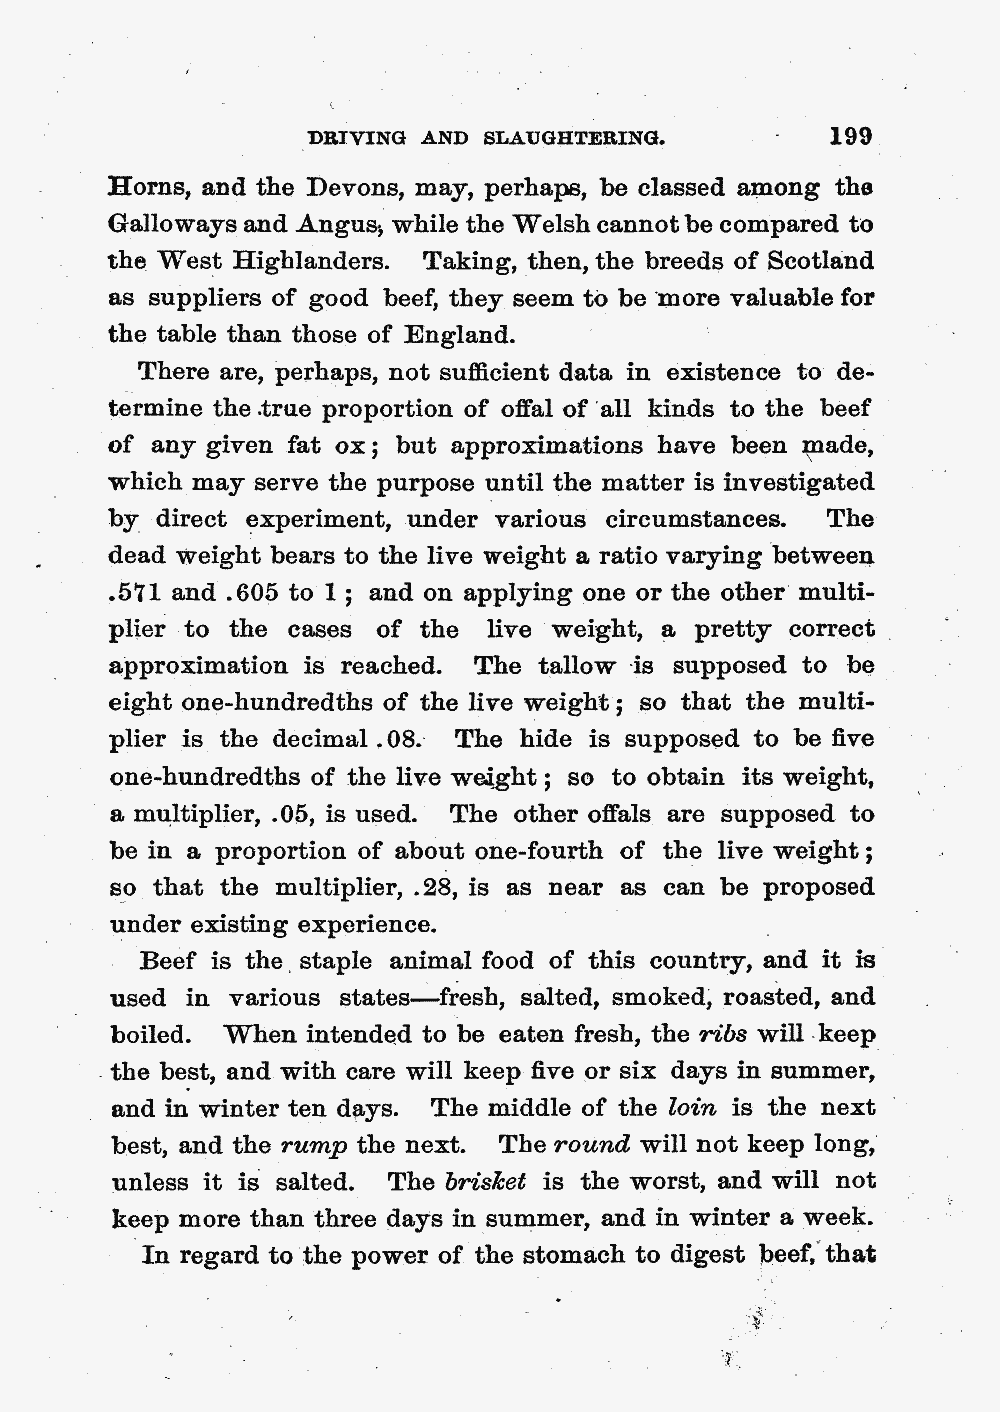 DRIVING AND SLAUGHTERING. 199
Horns, and the Devons, may, perhaps, be classed among the
Galloways and Angus, while the Welsh cannot be compared to
the West Highlanders. Taking, then, the breeds of Scotland
as suppliers of good beef, they seem to be more valuable for
the table than those of England.
There are, perhaps, not sufficient data in existence to de-
termine the true proportion of offal of all kinds to the beef
of any given fat ox; but approximations have been made,
which may serve the purpose until the matter is investigated
by direct experiment, under various circumstances. The
dead weight bears to the live weight a ratio varying between
.571 and .605 to 1; and on applying one or the other multi-
plier to the cases of the live weight, a pretty correct
approximation is reached. The tallow is supposed to be
eight one-hundredths of the live weight; so that the multi-
plier is the decimal .08. The hide is supposed to be five
one-hundredths of the live weight; so to obtain its weight,
a multiplier, .05, is used. The other offals are supposed to
be in a proportion of about one-fourth of the live weight;
so that the multiplier, .28, is as near as can be proposed
under existing experience.
Beef is the staple animal food of this country, and it is
used in various states—fresh, salted, smoked, roasted, and
boiled. When intended to be eaten fresh, the ribs will keep
the best, and with care will keep five or six days in summer,
and in winter ten days. The middle of the loin is the next
best, and the rump the next. The round will not keep long,
unless it is salted. The brisket is the worst, and will not
keep more than three days in summer, and in winter a week.
In regard to the power of the stomach to digest beef, that